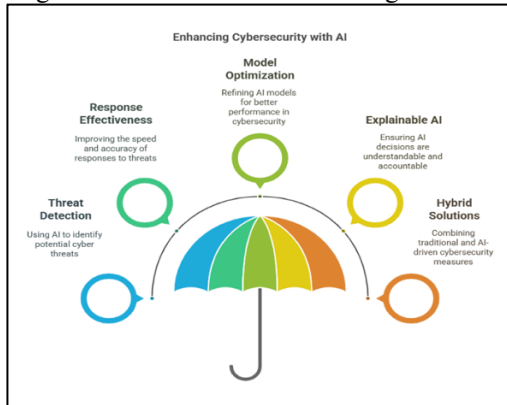 Enhancing Cybersecurity with AI
Model
Optimization
Refining AI models
for better
performance in
cybersecurity
Response
Effectiveness
Improving the speed
and accuracy of
responses to threats
Explainable AI
Ensuring AI
decisions are
understandable and
accountable
Threat
Detection
Using AI to identify
potential cyber
threats
Hybrid
Solutions
Combining
traditional and AI-
driven cybersecurity
measures